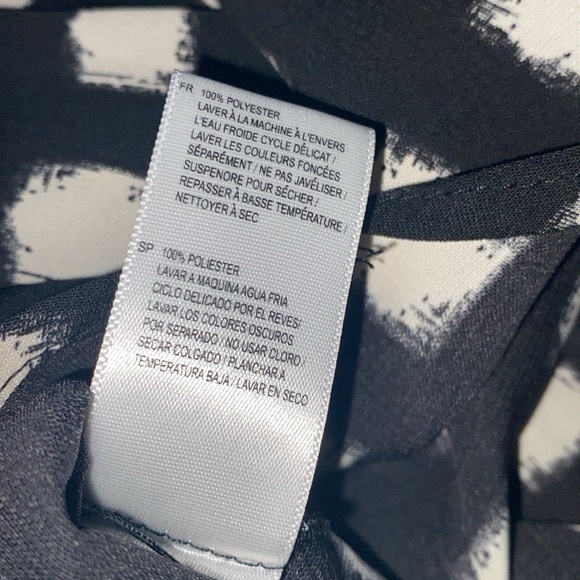 FR 100% POLYESTER
LAVER À LA MACHINE À L'ENVERS
L'EAU FROIDE CYCLE DÉLICAT /
LAVER LES COULEURS FONCÉES
SÉPARÉMENT / NE PAS JAVÉLISER /
SUSPENDRE POUR SÉCHER /
REPASSER À BASSE TEMPÉRATURE /
NETTOYER À SEC
SP 100% POLIESTER
LAVAR A MAQUINA AGUA FRIA
CICLO DELICADO POR EL REVES/
LAVAR LOS COLORES OSCUROS
POR SEPARADO / NO USAR CLORO /
SECAR COLGADO / PLANCHAR A
TEMPERATURA BAJA / LAVAR EN SECO